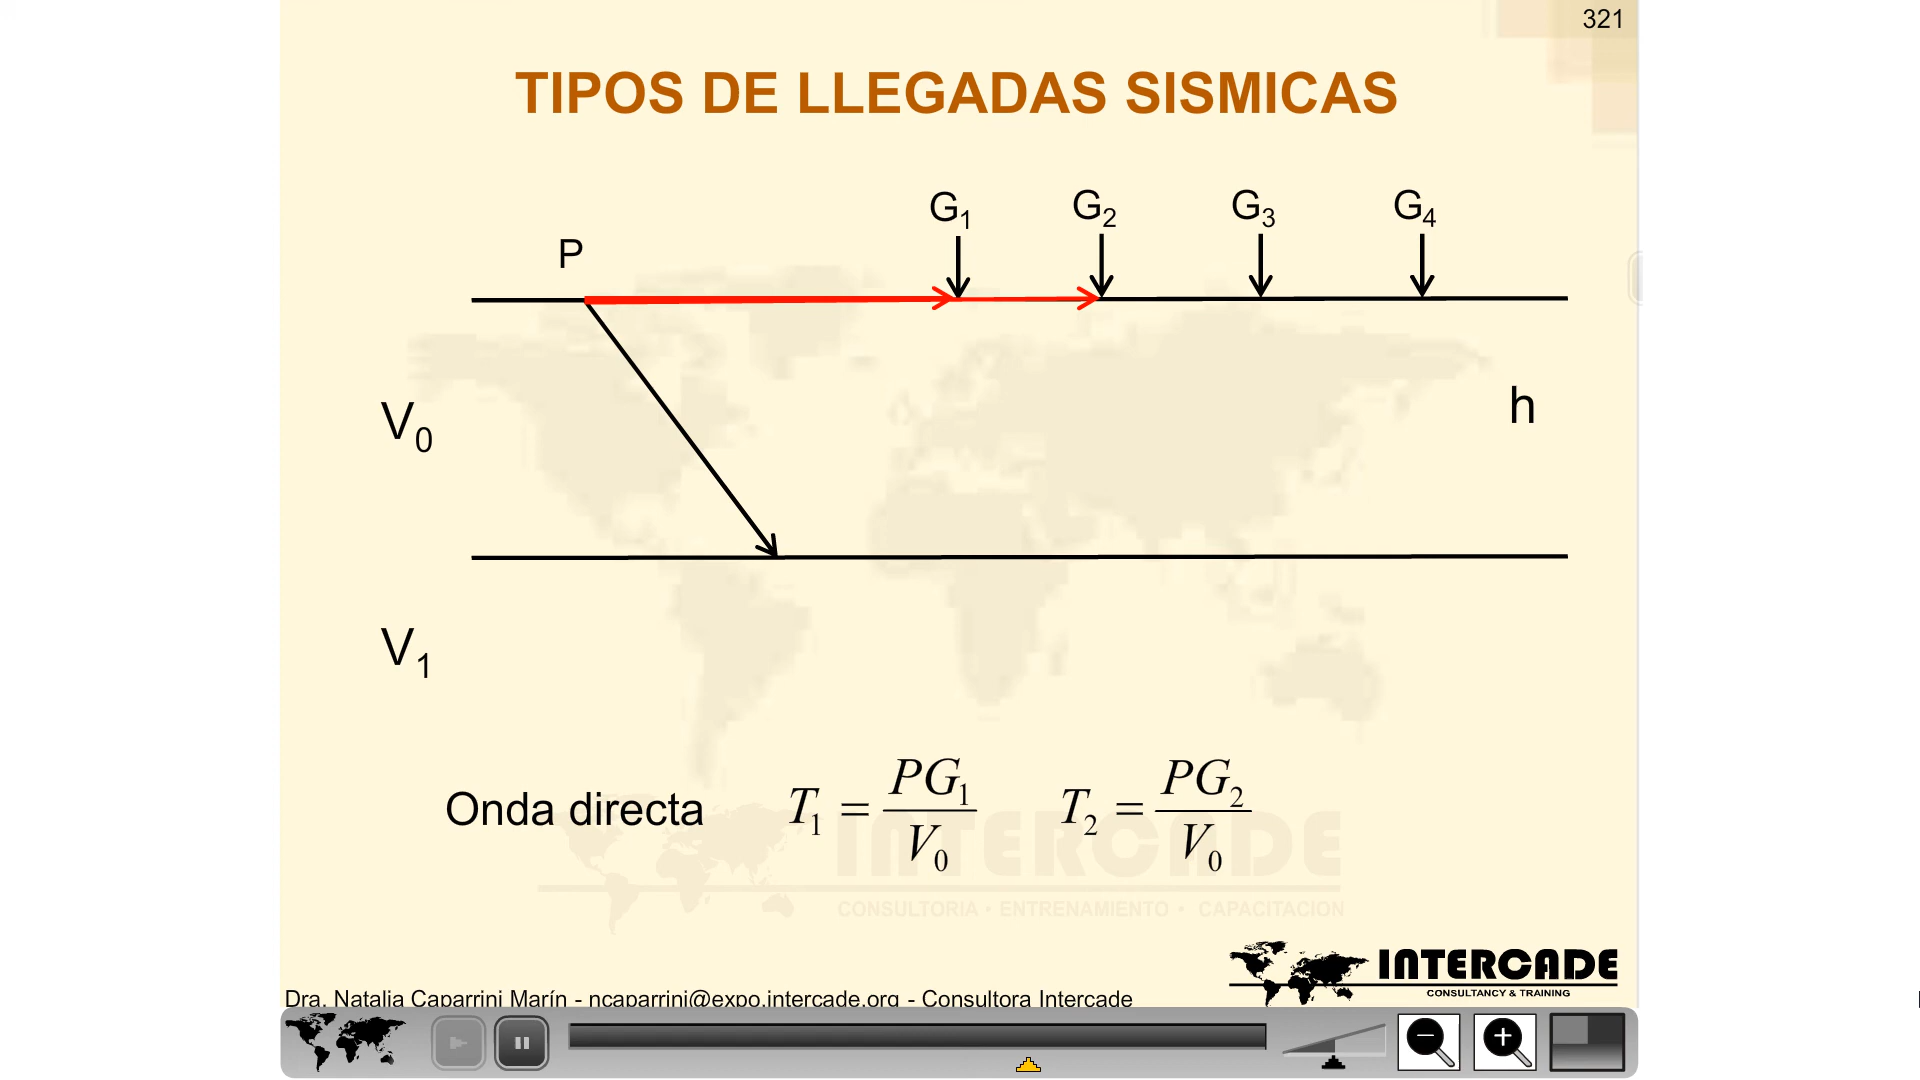 321
TIPOS DE LLEGADAS SISMICAS
P G₁ G₂ G₃ G₄
V₀ h
V₁
Onda directa T₁ = PG₁ / V₀ T₂ = PG₂ / V₀
INTERCADE
CONSULTORIA • ENTRENAMIENTO • CAPACITACION
INTERCADE
CONSULTANCY & TRAINING
Dra. Natalia Caparrini Marín - ncaparrini@expo.intercade.org - Consultora Intercade